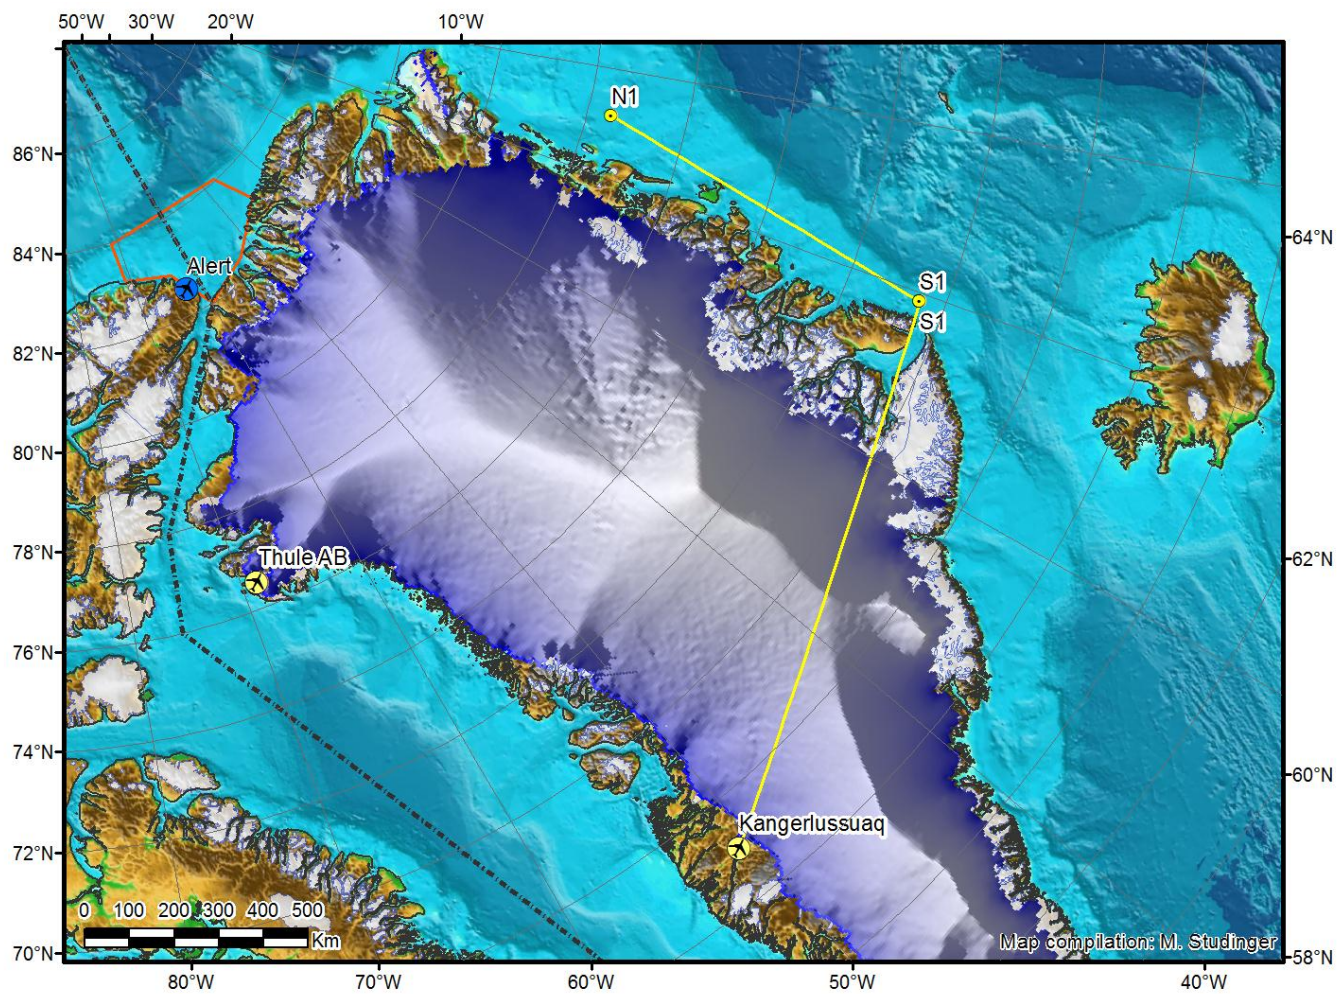 50°W 30°W 20°W 10°W
N1
86°N
64°N
84°N
Alert
S1
S1
82°N
80°N
78°N
Thule AB
62°N
76°N
74°N
60°N
Kangerlussuaq
72°N
0 100 200 300 400 500
Km
Map compilation: M. Studinger
70°N
58°N
80°W 70°W 60°W 50°W 40°W